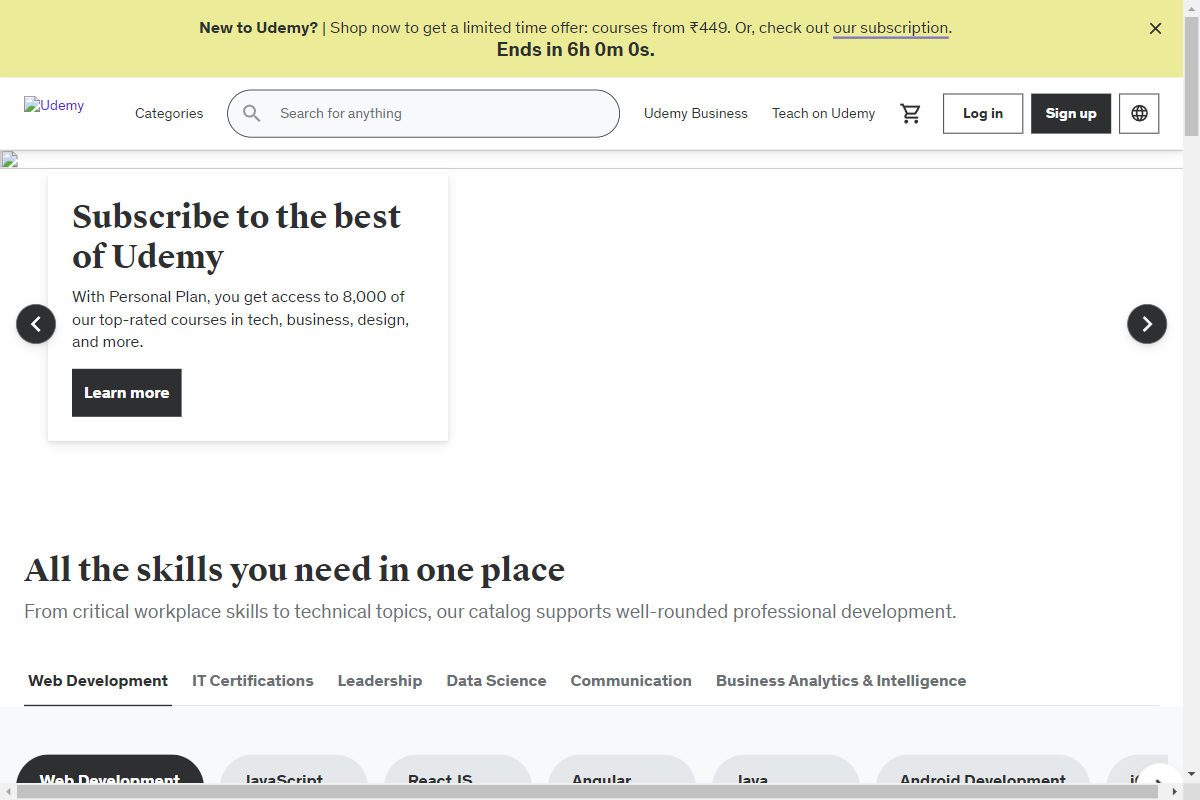 New to Udemy? | Shop now to get a limited time offer: courses from ₹449. Or, check out our subscription.
Ends in 6h 0m 0s.
Udemy
Categories
Search for anything
Udemy Business
Teach on Udemy
Log in
Sign up
Subscribe to the best
of Udemy
With Personal Plan, you get access to 8,000 of
our top-rated courses in tech, business, design,
and more.
Learn more
All the skills you need in one place
From critical workplace skills to technical topics, our catalog supports well-rounded professional development.
Web Development
IT Certifications
Leadership
Data Science
Communication
Business Analytics & Intelligence
Web Development
JavaScript
React JS
Angular
Java
Android Development